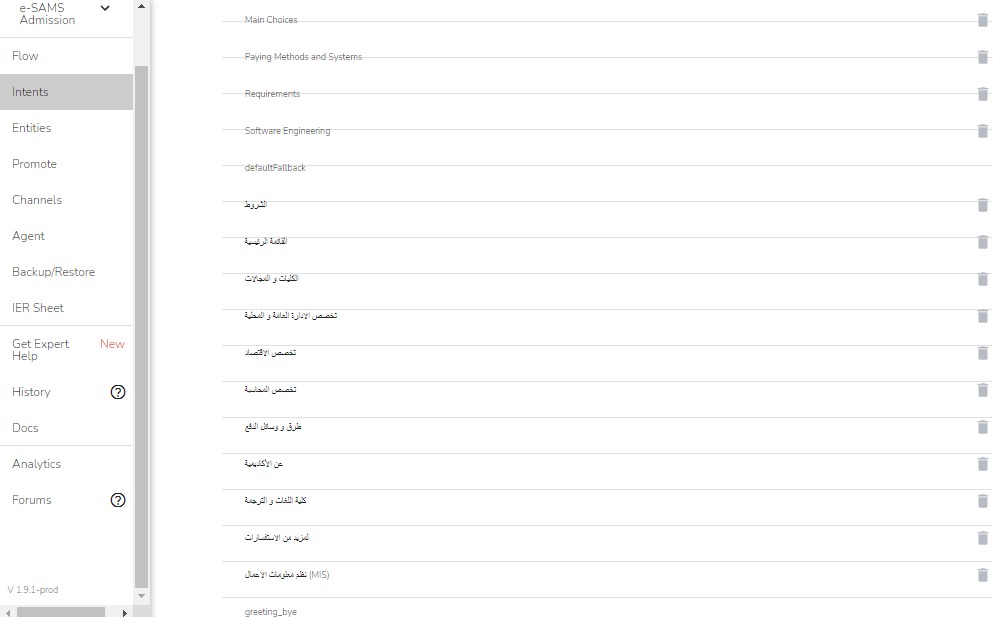 e-SAMS
Admission
Flow
Intents
Entities
Promote
Channels
Agent
Backup/Restore
IER Sheet
Get Expert Help
New
History
Docs
Analytics
Forums
V 1.9.1-prod
Main Choices
Paying Methods and Systems
Requirements
Software Engineering
defaultFallback
الشروط
القائمة الرئيسية
الكليات و المجالات
تخصص الادارة العامة و المحلية
تخصص الاقتصاد
تخصص المحاسبة
طرق و وسائل الدفع
عن الأكاديمية
كلية اللغات و الترجمة
لمزيد من الاستفسارات
نظم معلومات الاعمال (MIS)
greeting_bye